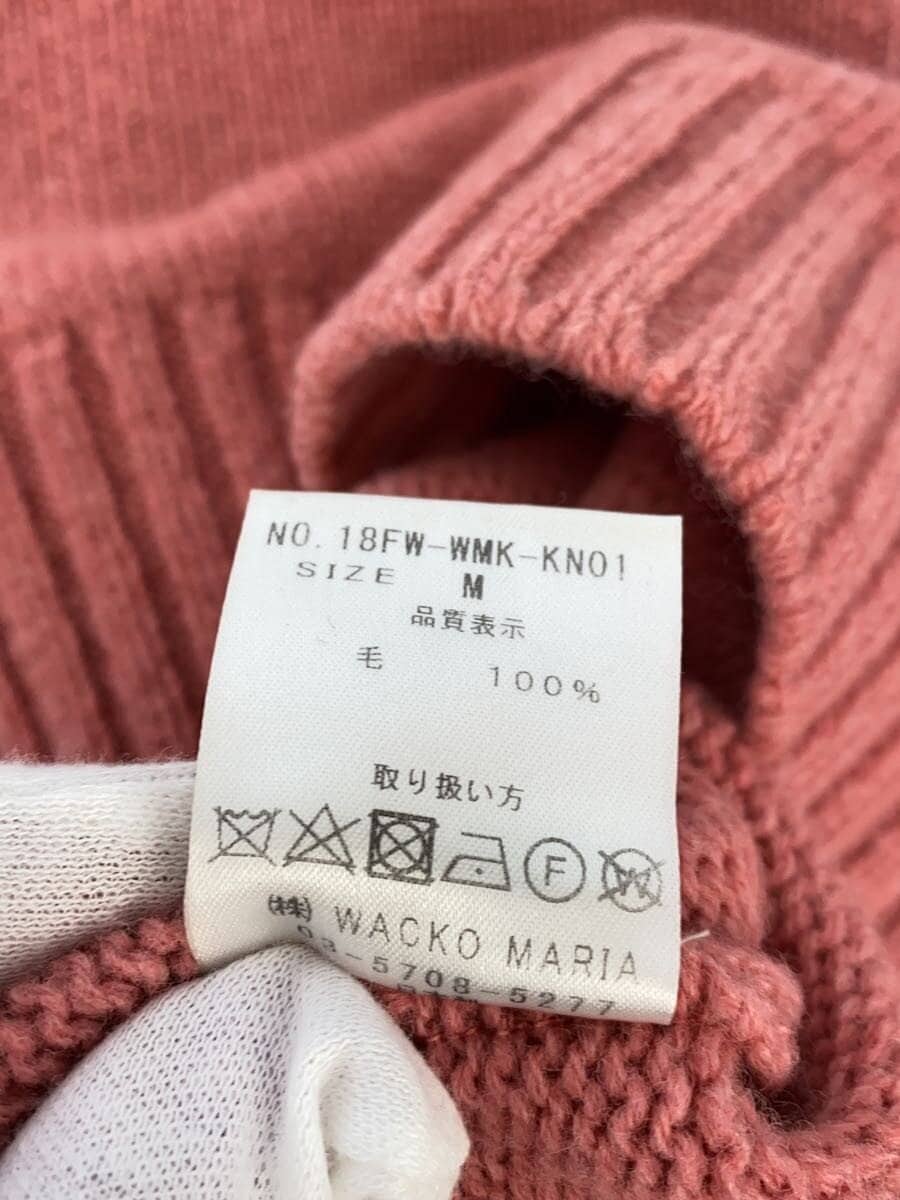 NO. 18FW-WMK-KN01
SIZE M
品質表示
毛 100%
取り扱い方
F W
㈱ WACKO MARIA
03-5708-5277